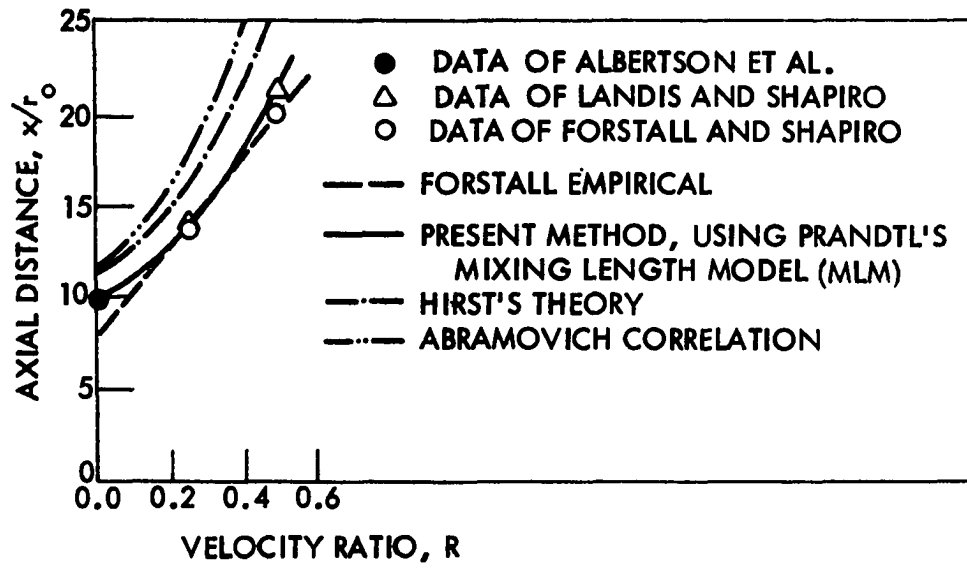 25
20
15
10
5
0
AXIAL DISTANCE, x/r₀
0.0 0.2 0.4 0.6
VELOCITY RATIO, R
DATA OF ALBERTSON ET AL.
DATA OF LANDIS AND SHAPIRO
DATA OF FORSTALL AND SHAPIRO
FORSTALL EMPIRICAL
PRESENT METHOD, USING PRANDTL'S
MIXING LENGTH MODEL (MLM)
HIRST'S THEORY
ABRAMOVICH CORRELATION